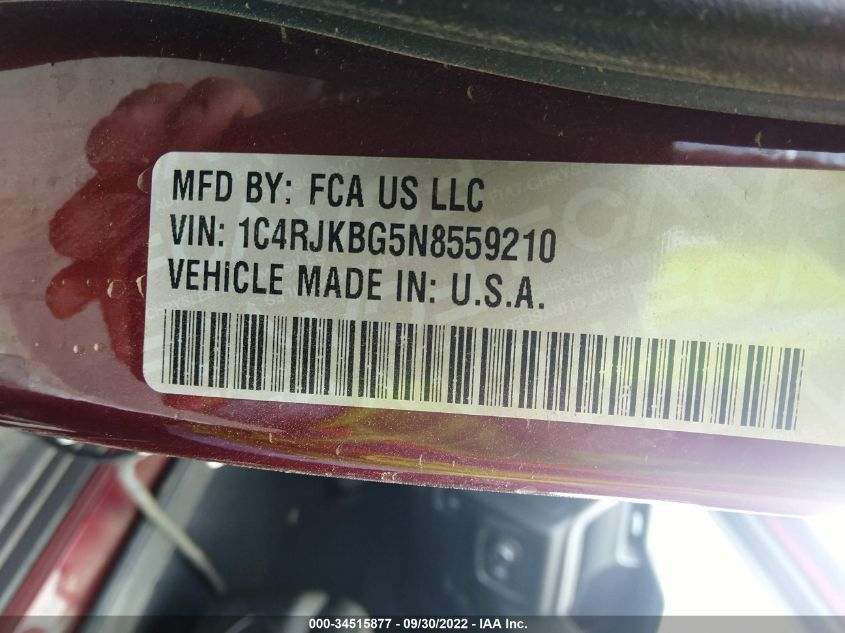 MFD BY: FCA US LLC
VIN: 1C4RJKBG5N8559210
VEHICLE MADE IN: U.S.A.
000-34515877 - 09/30/2022 - IAA Inc.